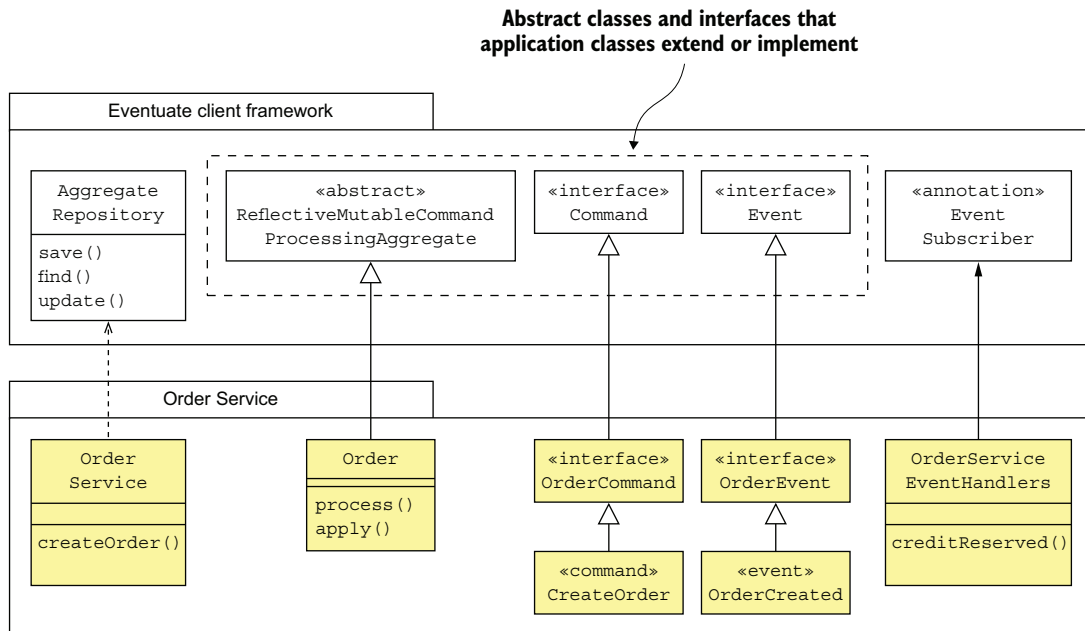 Abstract classes and interfaces that
application classes extend or implement
Eventuate client framework
Aggregate
Repository
save()
find()
update()
«abstract»
ReflectiveMutableCommand
ProcessingAggregate
«interface»
Command
«interface»
Event
«annotation»
Event
Subscriber
Order Service
Order
Service
createOrder()
Order
process()
apply()
«interface»
OrderCommand
«command»
CreateOrder
«interface»
OrderEvent
«event»
OrderCreated
OrderService
EventHandlers
creditReserved()